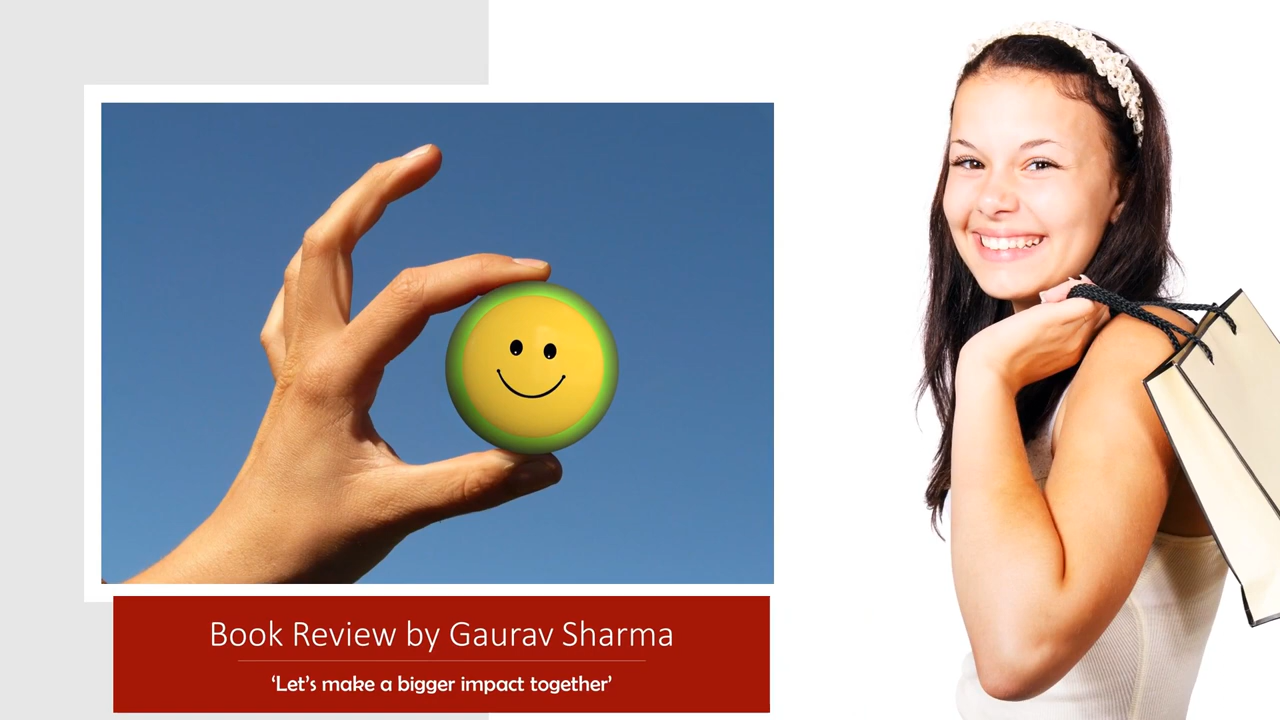 Book Review by Gaurav Sharma
‘Let’s make a bigger impact together’